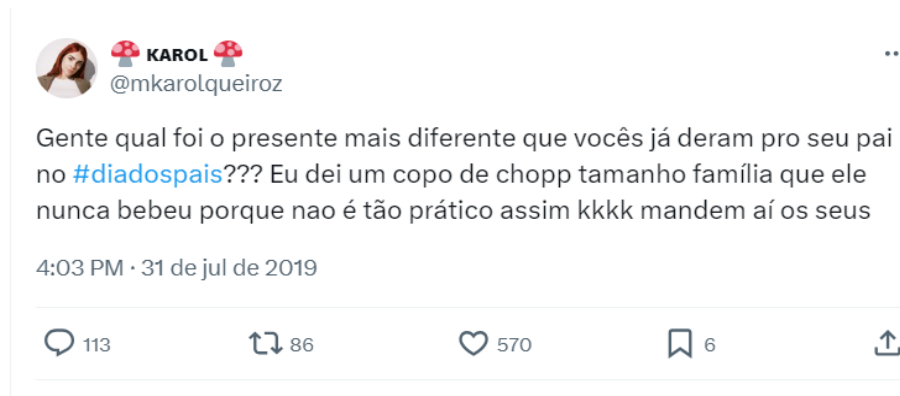 🍄 KAROL 🍄
@mkarolqueiroz
Gente qual foi o presente mais diferente que vocês já deram pro seu pai
no #diadospais??? Eu dei um copo de chopp tamanho família que ele
nunca bebeu porque nao é tão prático assim kkkk mandem aí os seus
4:03 PM · 31 de jul de 2019
113 86 570 6